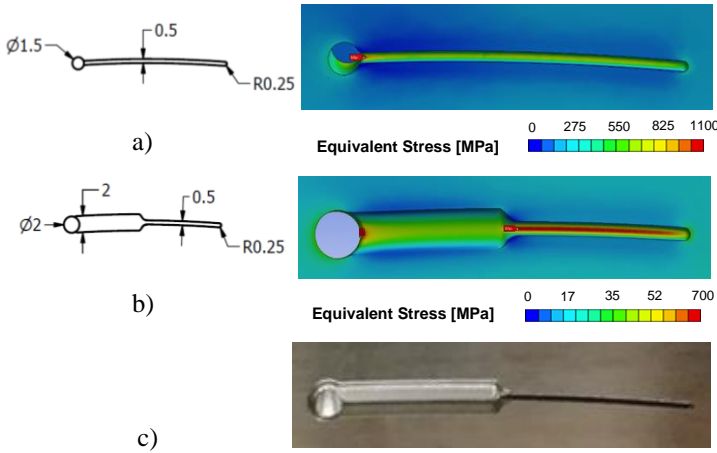 Ø1.5
0.5
R0.25
a)
0 275 550 825 1100
Equivalent Stress [MPa]
2
0.5
Ø2
R0.25
b)
0 17 35 52 700
Equivalent Stress [MPa]
c)